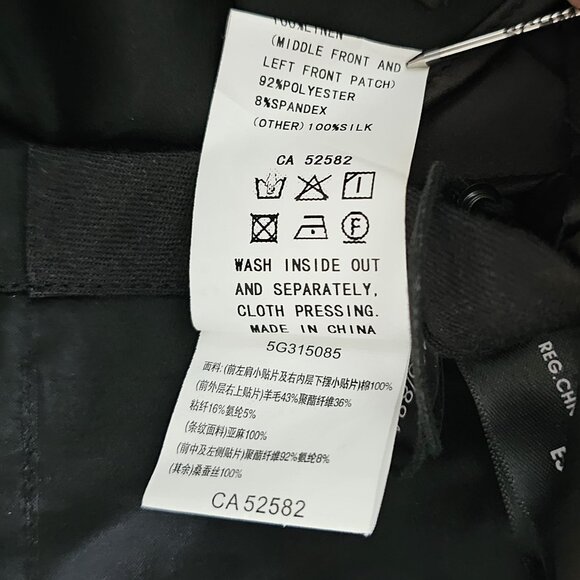 100%LINEN
(MIDDLE FRONT AND
LEFT FRONT PATCH)
92%POLYESTER
8%SPANDEX
(OTHER)100%SILK
CA 52582
WASH INSIDE OUT
AND SEPARATELY,
CLOTH PRESSING.
MADE IN CHINA
5G315085
面料:(前左肩小贴片及右内层下摆小贴片)棉100%
(前外层右上贴片)羊毛43%聚酯纤维36%
粘纤16%氨纶5%
(条纹面料)亚麻100%
(前中及左侧贴片)聚酯纤维92%氨纶8%
(其余)桑蚕丝100%
CA 52582
REG.CH